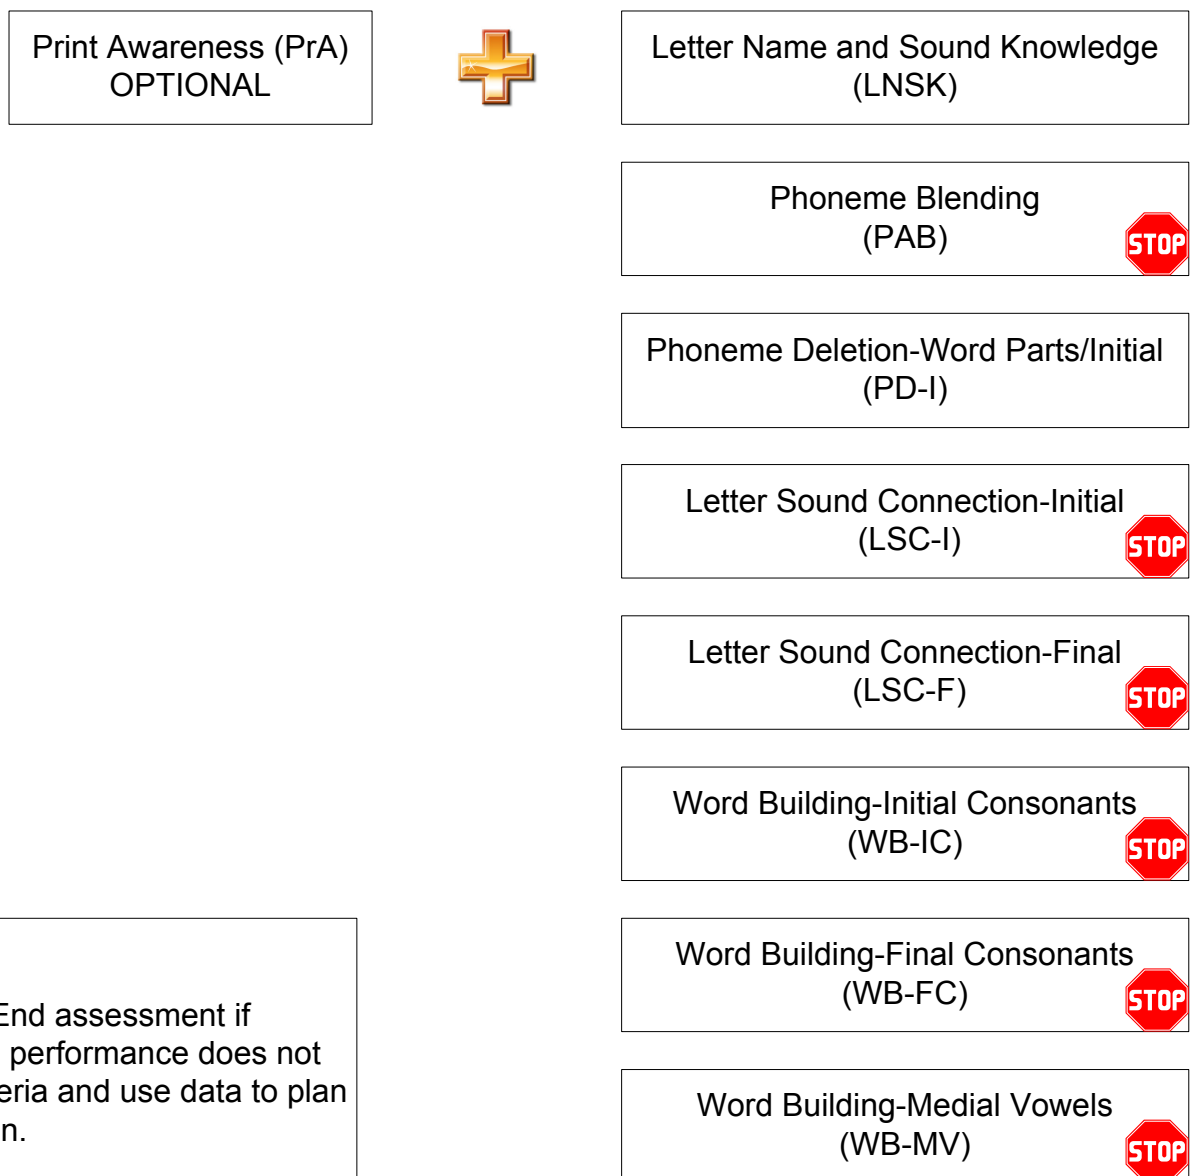 Print Awareness (PrA)
OPTIONAL
Letter Name and Sound Knowledge
(LNSK)
Phoneme Blending
(PAB)
STOP
Phoneme Deletion-Word Parts/Initial
(PD-I)
Letter Sound Connection-Initial
(LSC-I)
STOP
Letter Sound Connection-Final
(LSC-F)
STOP
Word Building-Initial Consonants
(WB-IC)
STOP
Word Building-Final Consonants
(WB-FC)
STOP
Word Building-Medial Vowels
(WB-MV)
STOP
End assessment if
performance does not
eria and use data to plan
n.